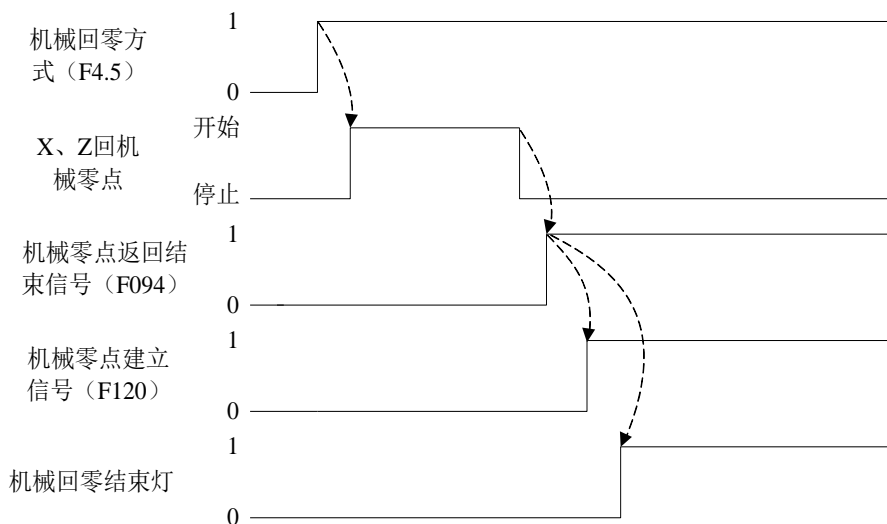 机械回零方
式（F4.5）
1
0
X、Z回机
械零点
开始
停止
机械零点返回结
束信号（F094）
1
0
机械零点建立
信号（F120）
1
0
机械回零结束灯
1
0